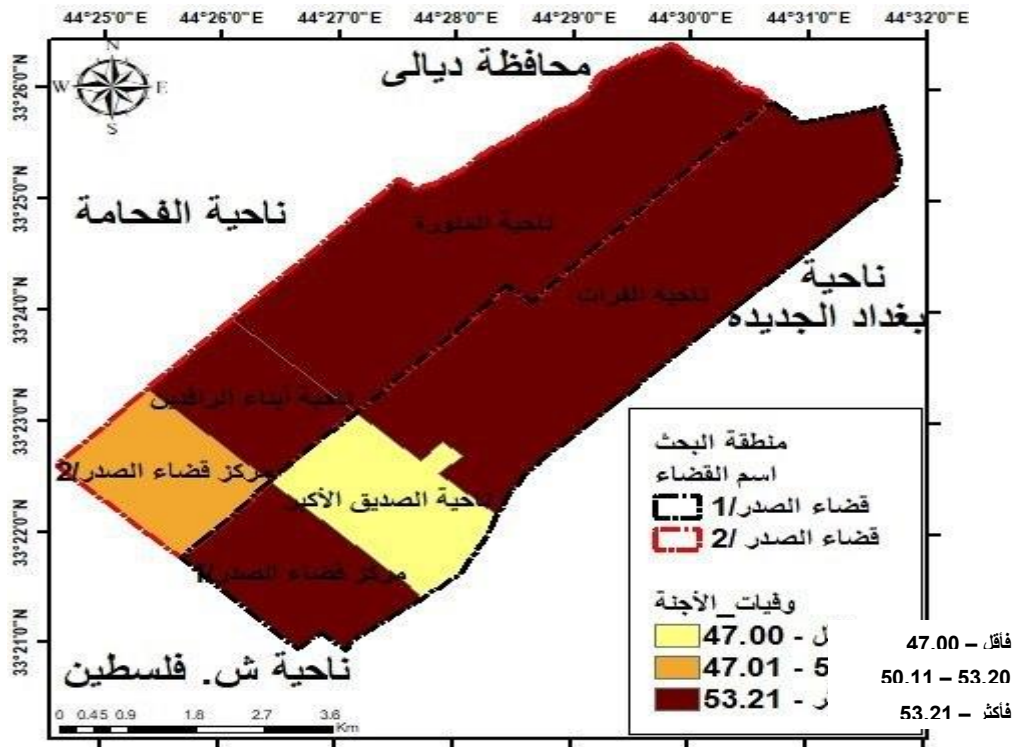 44°25'0"E 44°26'0"E 44°27'0"E 44°28'0"E 44°29'0"E 44°30'0"E 44°31'0"E 44°32'0"E
N
W E
S
33°26'0"N
33°25'0"N
33°24'0"N
33°23'0"N
33°22'0"N
33°21'0"N
محافظة ديالى
ناحية الفحامة
ناحية المنورة
ناحية الفرات
ناحية
بغداد الجديدة
ناحية أبناء الرافدين
مركز قضاء الصدر/2
ناحية الصديق الأكبر
مركز قضاء الصدر/1
ناحية ش. فلسطين
منطقة البحث
اسم القضاء
قضاء الصدر/1
قضاء الصدر /2
وفيات_الأجنة
47.00 -
47.01 - 5
53.21 -
فأقل – 47.00
50.11 – 53.20
فأكثر – 53.21
0 0.45 0.9 1.8 2.7 3.6
Km